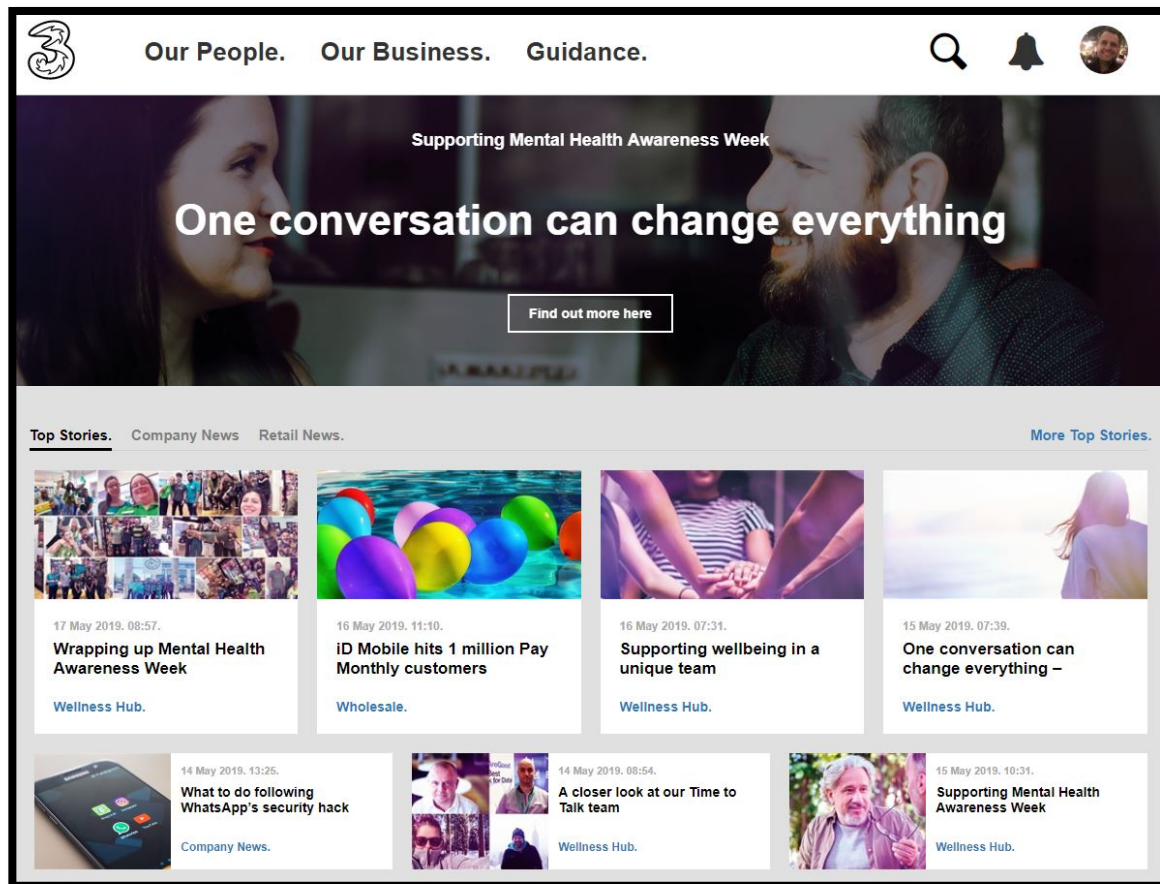 3
Our People. Our Business. Guidance.
Supporting Mental Health Awareness Week
One conversation can change everything
Find out more here
Top Stories. Company News Retail News. More Top Stories.
17 May 2019. 08:57.
Wrapping up Mental Health
Awareness Week
Wellness Hub.
16 May 2019. 11:10.
iD Mobile hits 1 million Pay
Monthly customers
Wholesale.
16 May 2019. 07:31.
Supporting wellbeing in a
unique team
Wellness Hub.
15 May 2019. 07:39.
One conversation can
change everything –
Wellness Hub.
SAMSUNG
14 May 2019. 13:25.
What to do following
WhatsApp's security hack
Company News.
14 May 2019. 08:54.
A closer look at our Time to
Talk team
Wellness Hub.
15 May 2019. 10:31.
Supporting Mental Health
Awareness Week
Wellness Hub.